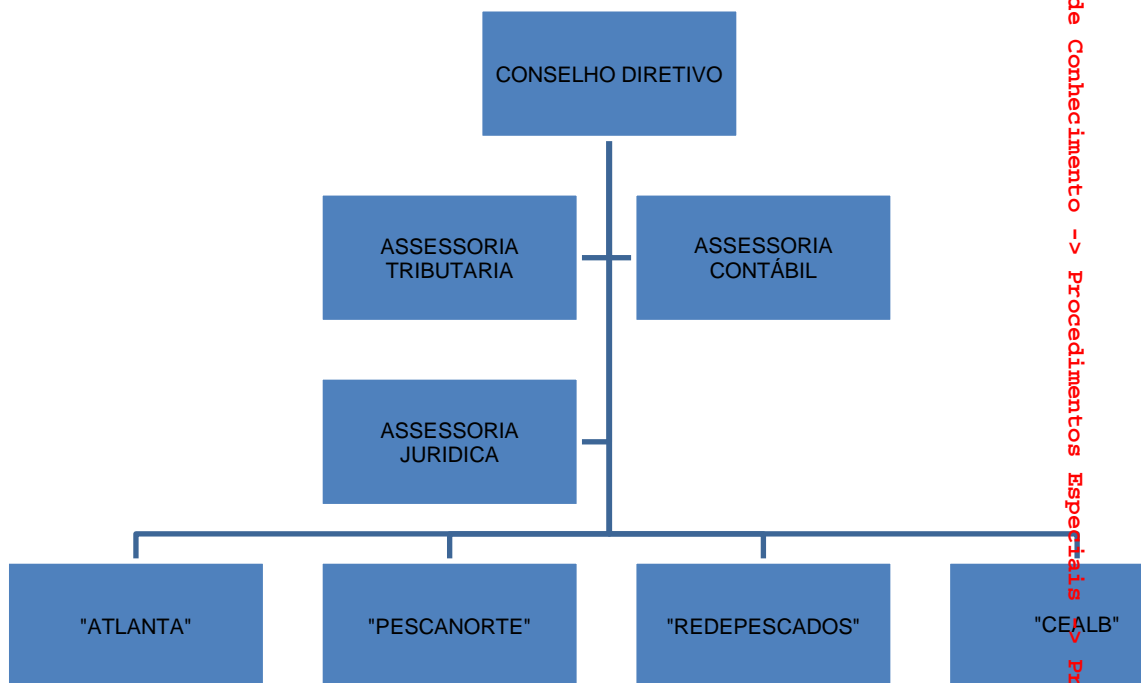 CONSELHO DIRETIVO
ASSESSORIA
TRIBUTARIA
ASSESSORIA
CONTÁBIL
ASSESSORIA
JURIDICA
"ATLANTA"
"PESCANORTE"
"REDEPESCADOS"
"CEALB"
de Conhecimento -> Procedimentos Especiais ->